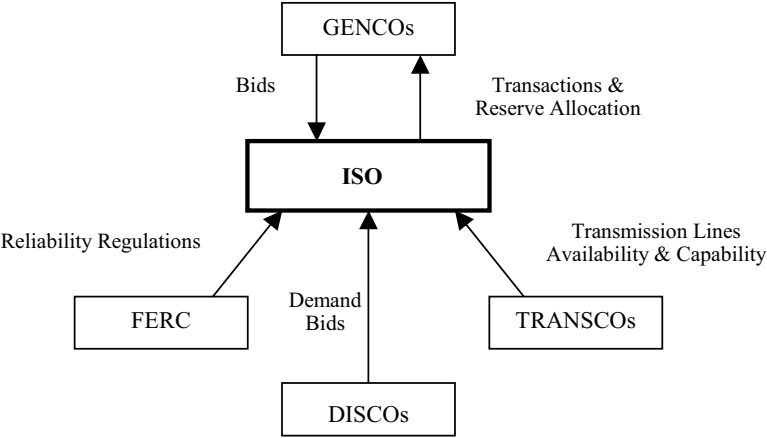 GENCOs
Bids
Transactions &
Reserve Allocation
ISO
Reliability Regulations
Transmission Lines
Availability & Capability
FERC
Demand
Bids
TRANSCOs
DISCOs